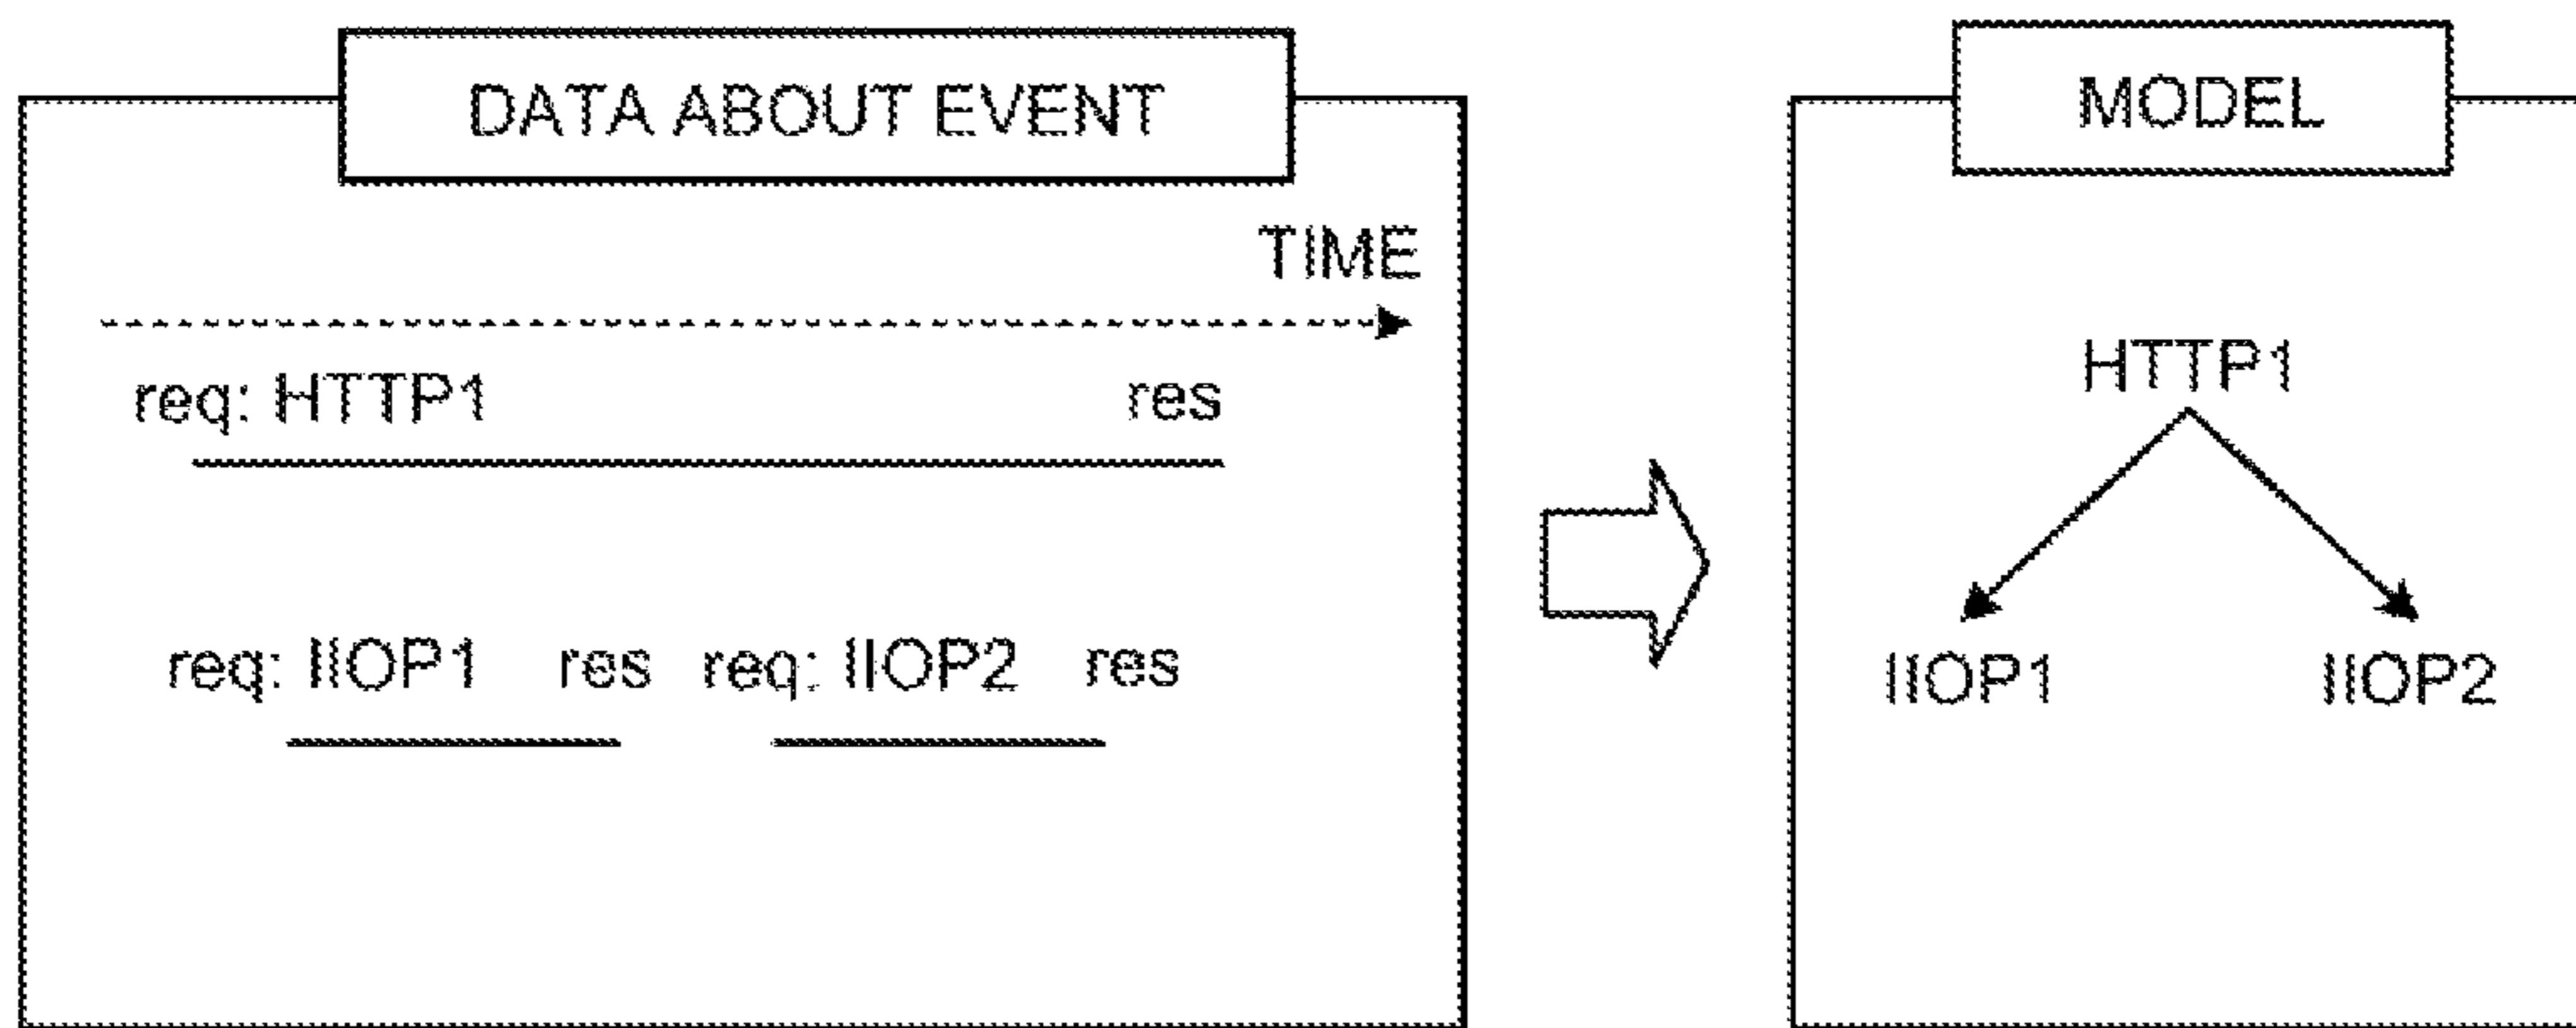 DATA ABOUT EVENT
TIME
req: HTTP1 res
req: IIOP1 res req: IIOP2 res
MODEL
HTTP1
IIOP1 IIOP2